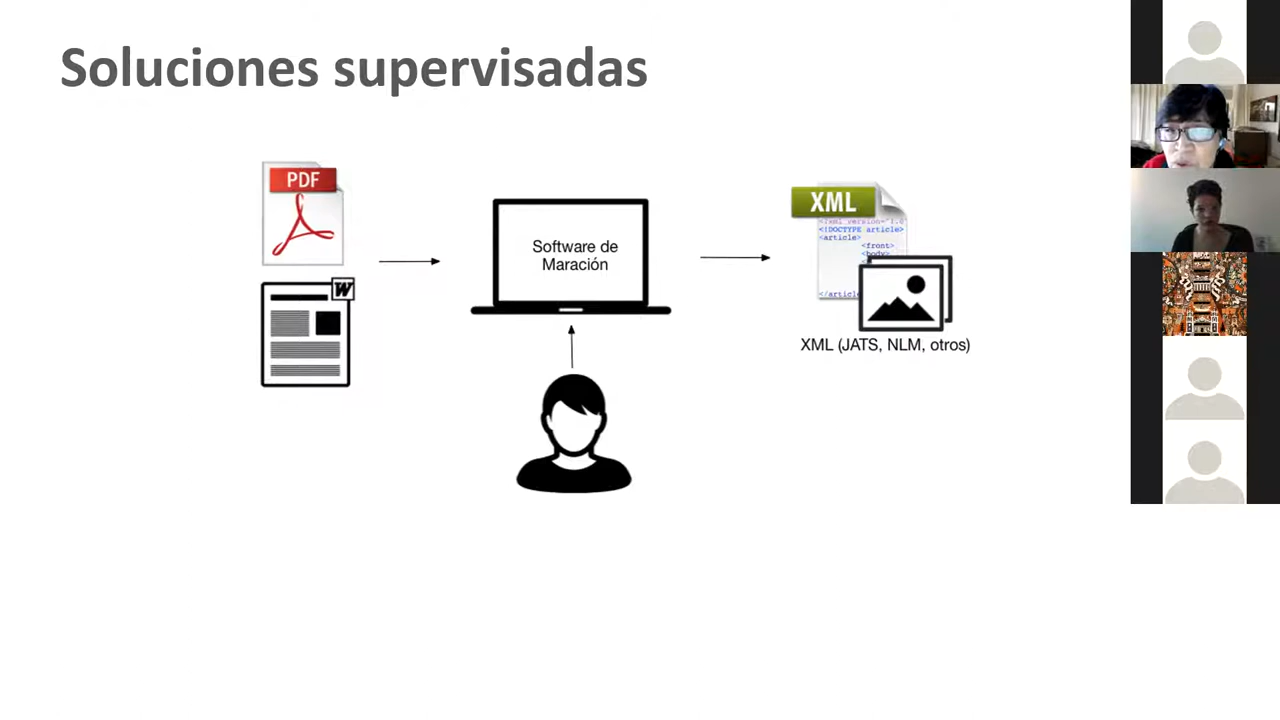 Soluciones supervisadas
PDF
W
Software de
Maración
XML
<?xml version="1.0
<!DOCTYPE article>
<article>
<front>
<body>
</article
XML (JATS, NLM, otros)